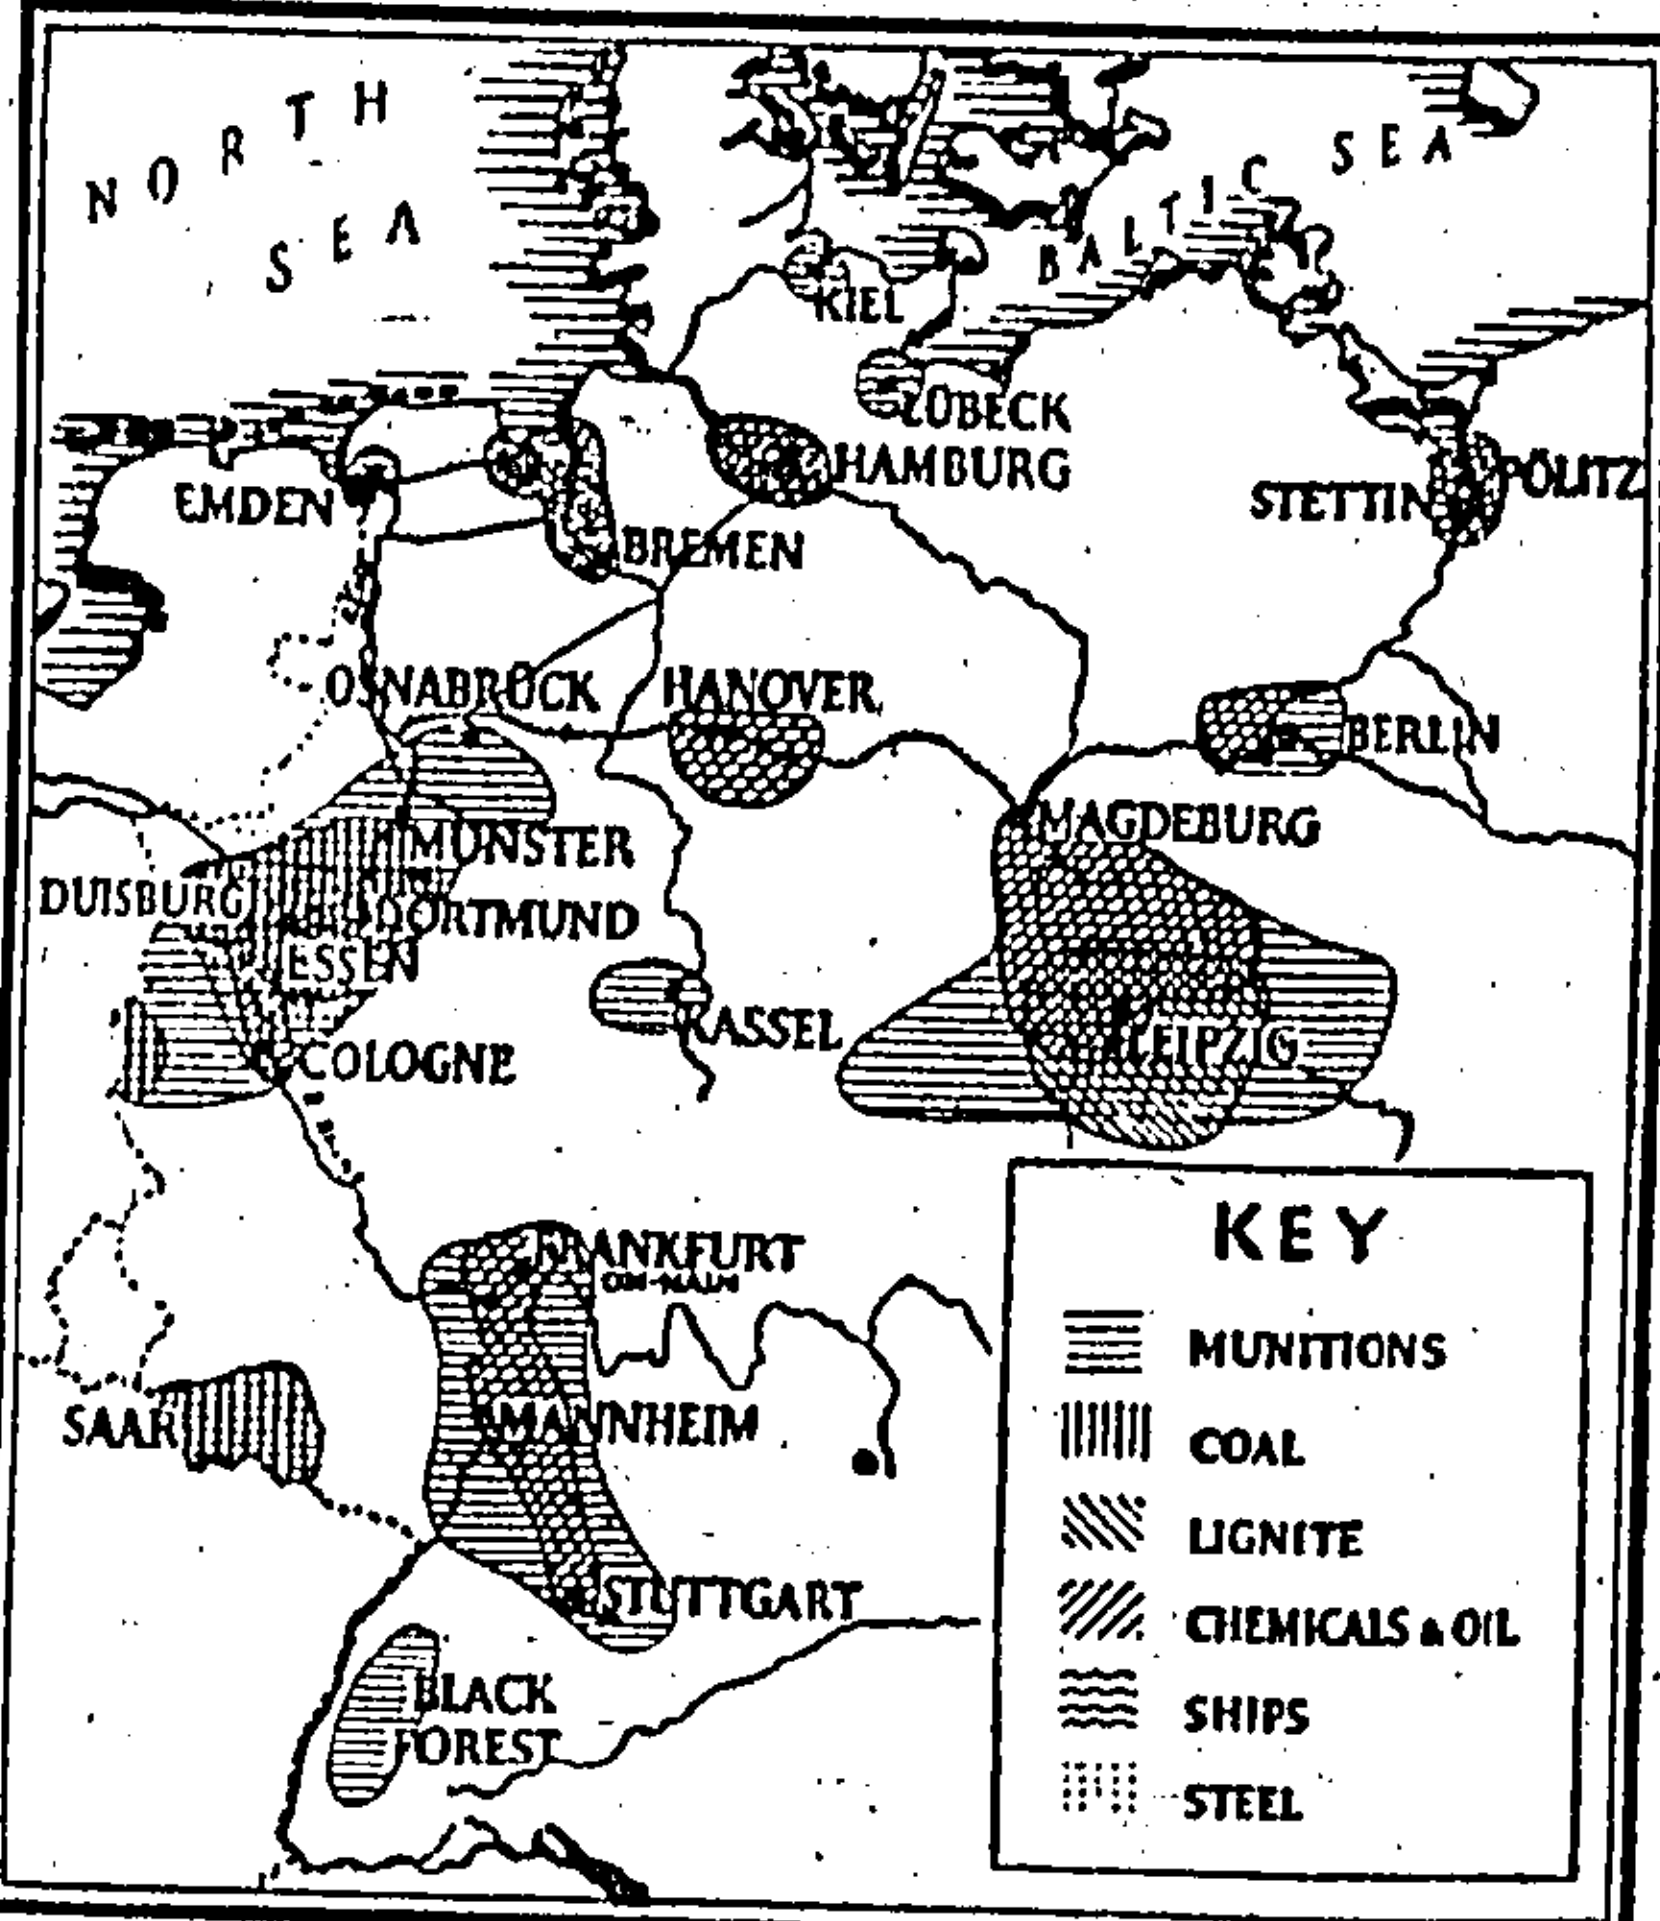 NORTH
SEA
BALTIC SEA
KIEL
LÜBECK
HAMBURG
EMDEN
BREMEN
STETTIN
PÖLITZ
OSNABRÜCK
HANOVER
BERLIN
MAGDEBURG
MÜNSTER
DUISBURG
DORTMUND
ESSEN
KASSEL
LEIPZIG
COLOGNE
FRANKFURT
ON-MAIN
SAAR
MANNHEIM
STUTTGART
BLACK
FOREST
KEY
MUNITIONS
COAL
LIGNITE
CHEMICALS & OIL
SHIPS
STEEL